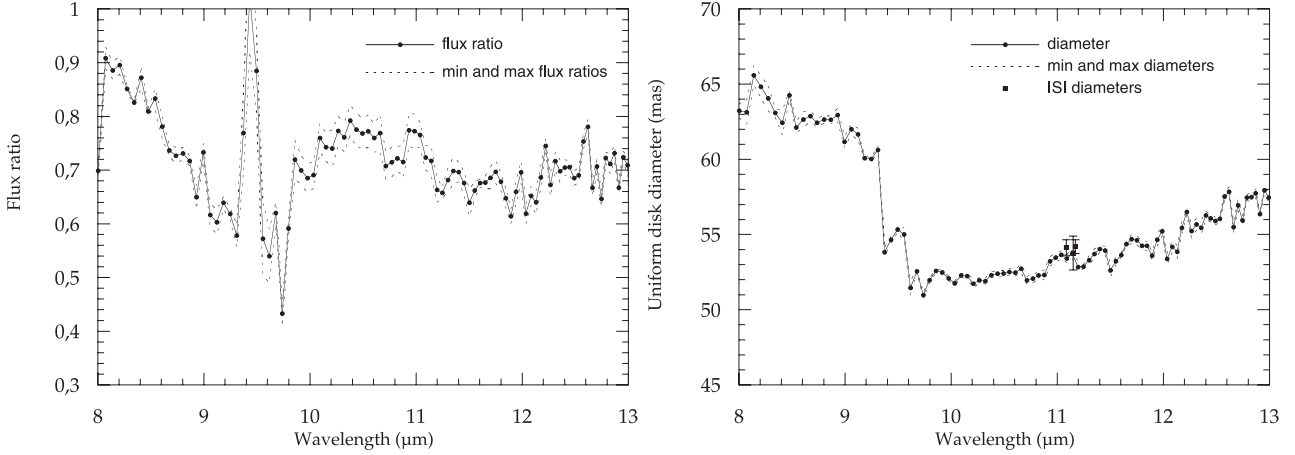 1
0,9
0,8
0,7
0,6
0,5
0,4
0,3
Flux ratio
flux ratio
min and max flux ratios
8 9 10 11 12 13
Wavelength (µm)
70
65
60
55
50
45
Uniform disk diameter (mas)
diameter
min and max diameters
ISI diameters
8 9 10 11 12 13
Wavelength (µm)